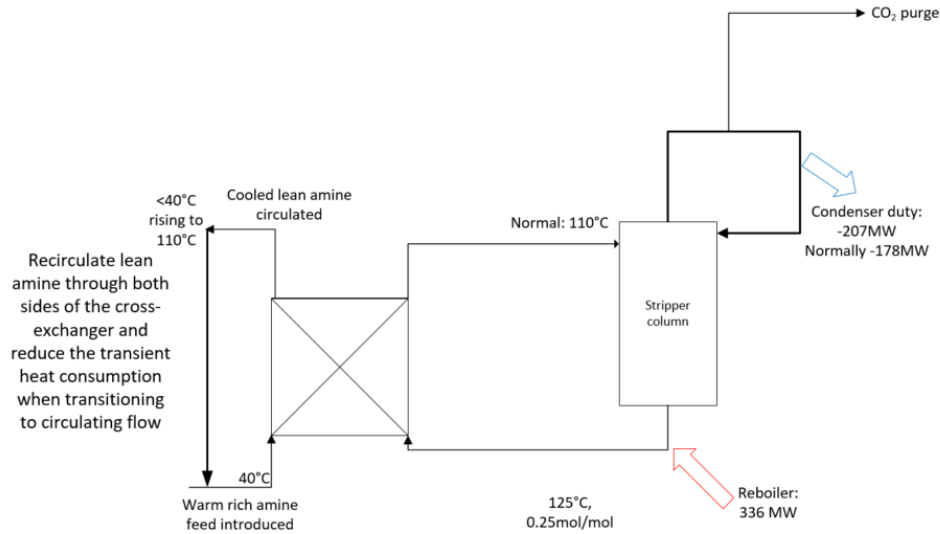 CO₂ purge
<40°C
rising to
110°C
Cooled lean amine
circulated
Normal: 110°C
Condenser duty:
-207MW
Normally -178MW
Recirculate lean
amine through both
sides of the cross-
exchanger and
reduce the transient
heat consumption
when transitioning
to circulating flow
Stripper
column
40°C
Warm rich amine
feed introduced
125°C,
0.25mol/mol
Reboiler:
336 MW